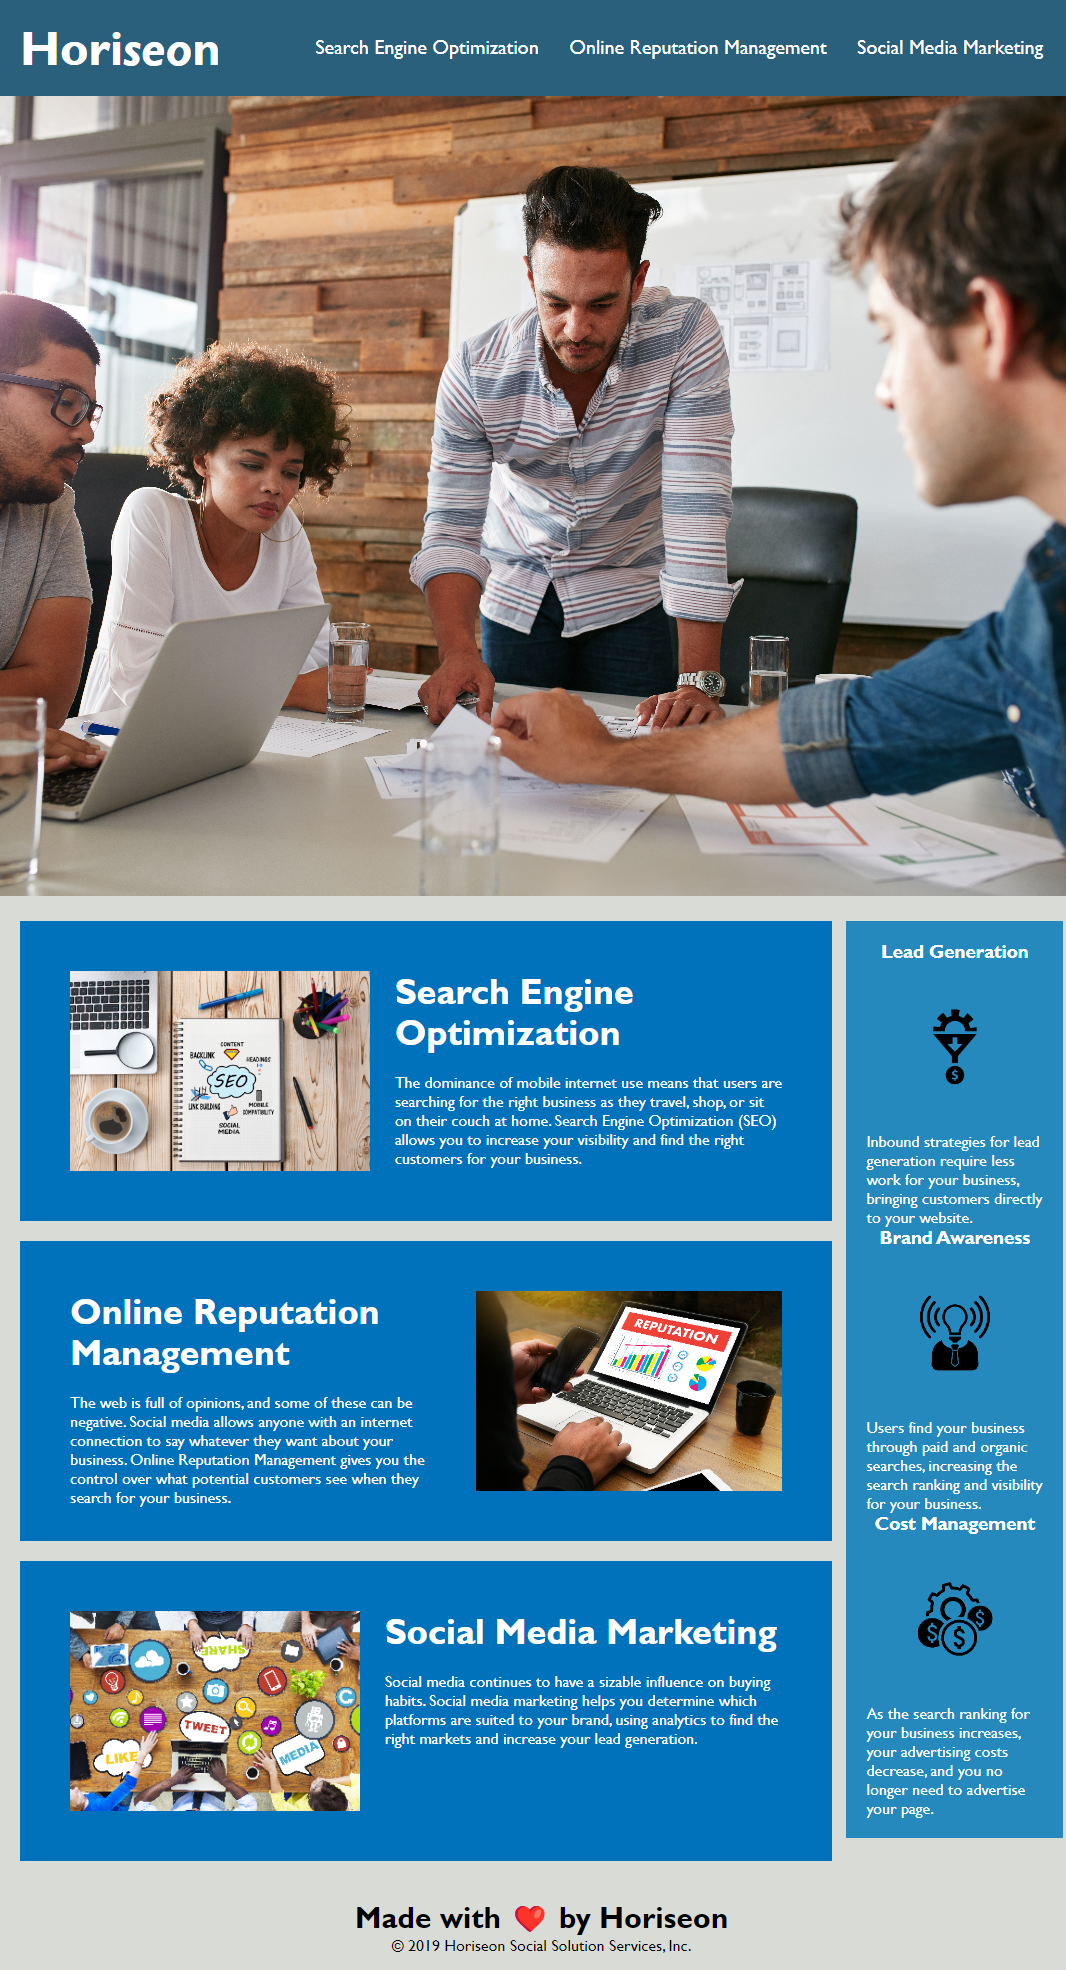 Horiseon
Search Engine Optimization
Online Reputation Management
Social Media Marketing
CONTENT
BACKLINK
HEADINGS
SEO
LINK BUILDING
MOBILE
COMPATIBILITY
SOCIAL
MEDIA
Search Engine
Optimization
The dominance of mobile internet use means that users are
searching for the right business as they travel, shop, or sit
on their couch at home. Search Engine Optimization (SEO)
allows you to increase your visibility and find the right
customers for your business.
Online Reputation
Management
The web is full of opinions, and some of these can be
negative. Social media allows anyone with an internet
connection to say whatever they want about your
business. Online Reputation Management gives you the
control over what potential customers see when they
search for your business.
REPUTATION
SHARE
TWEET
LIKE
MEDIA
Social Media Marketing
Social media continues to have a sizable influence on buying
habits. Social media marketing helps you determine which
platforms are suited to your brand, using analytics to find the
right markets and increase your lead generation.
Lead Generation
$
Inbound strategies for lead
generation require less
work for your business,
bringing customers directly
to your website.
Brand Awareness
Users find your business
through paid and organic
searches, increasing the
search ranking and visibility
for your business.
Cost Management
$ $ $
As the search ranking for
your business increases,
your advertising costs
decrease, and you no
longer need to advertise
your page.
Made with ❤️ by Horiseon
© 2019 Horiseon Social Solution Services, Inc.